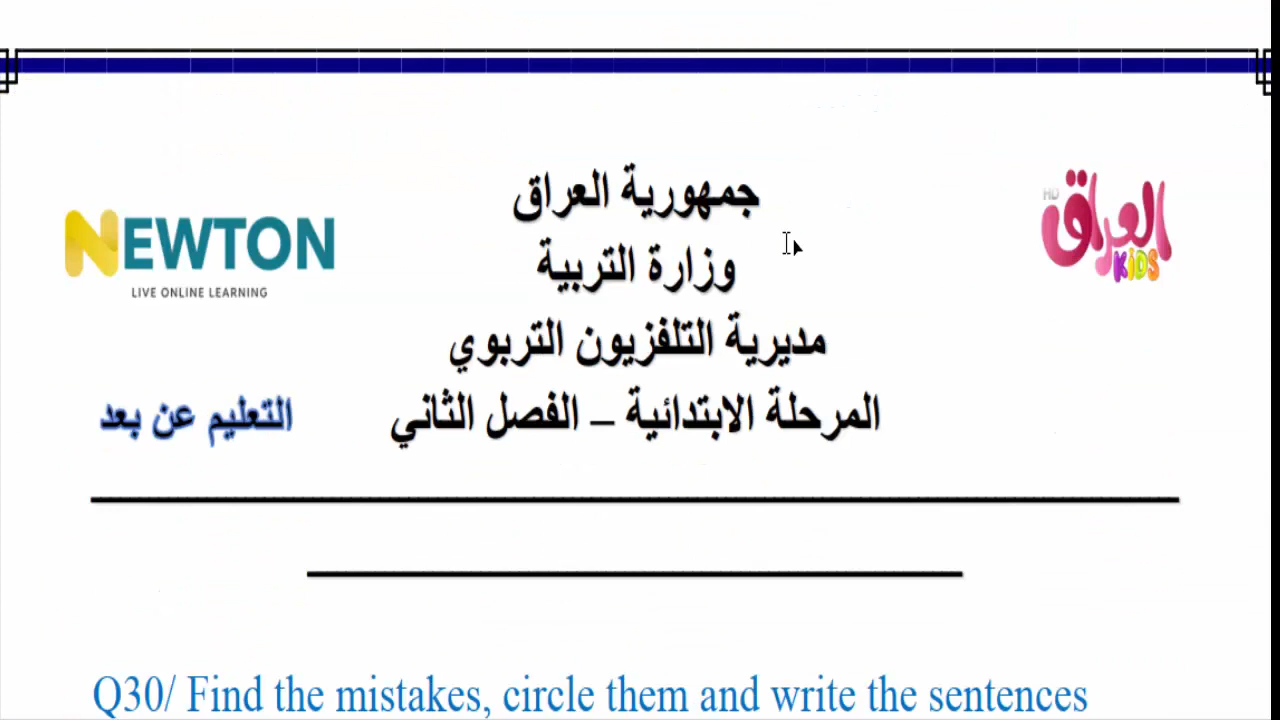 جمهورية العراق
وزارة التربية
مديرية التلفزيون التربوي
المرحلة الابتدائية – الفصل الثاني
NEWTON
LIVE ONLINE LEARNING
التعليم عن بعد
HD
العراق
KiDS
Q30/ Find the mistakes, circle them and write the sentences